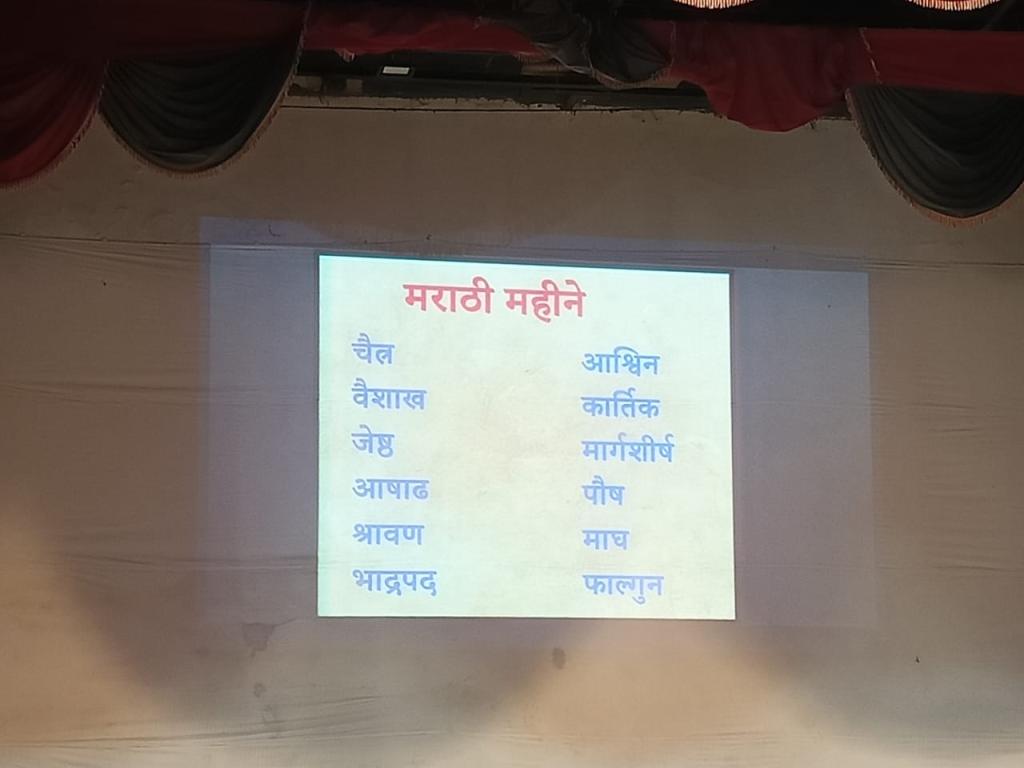 मराठी महीने
चैत्र
वैशाख
जेष्ठ
आषाढ
श्रावण
भाद्रपद
आश्विन
कार्तिक
मार्गशीर्ष
पौष
माघ
फाल्गुन